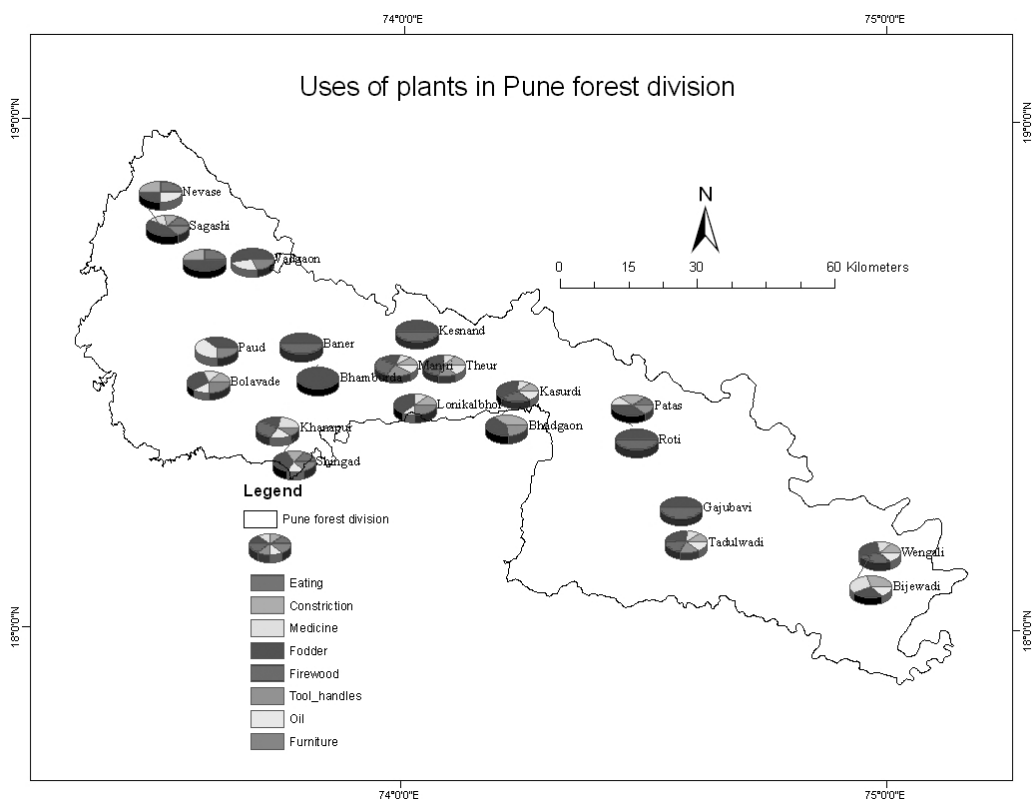 74°0'0"E
75°0'0"E
Uses of plants in Pune forest division
19°0'0"N
19°0'0"N
N
0 15 30 60 Kilometers
Nevase
Sagashi
Vadgaon
Kesnand
Baner
Paud
Manjri
Theur
Bhamburda
Bolavade
Kasurdi
Lonikalbhor
Patas
Bhadgaon
Khanapur
Roti
Shingad
Gajubavi
Tadulwadi
Wengali
Bijewadi
Legend
Pune forest division
Eating
Constriction
Medicine
Fodder
Firewood
Tool_handles
Oil
Furniture
18°0'0"N
18°0'0"N
74°0'0"E
75°0'0"E